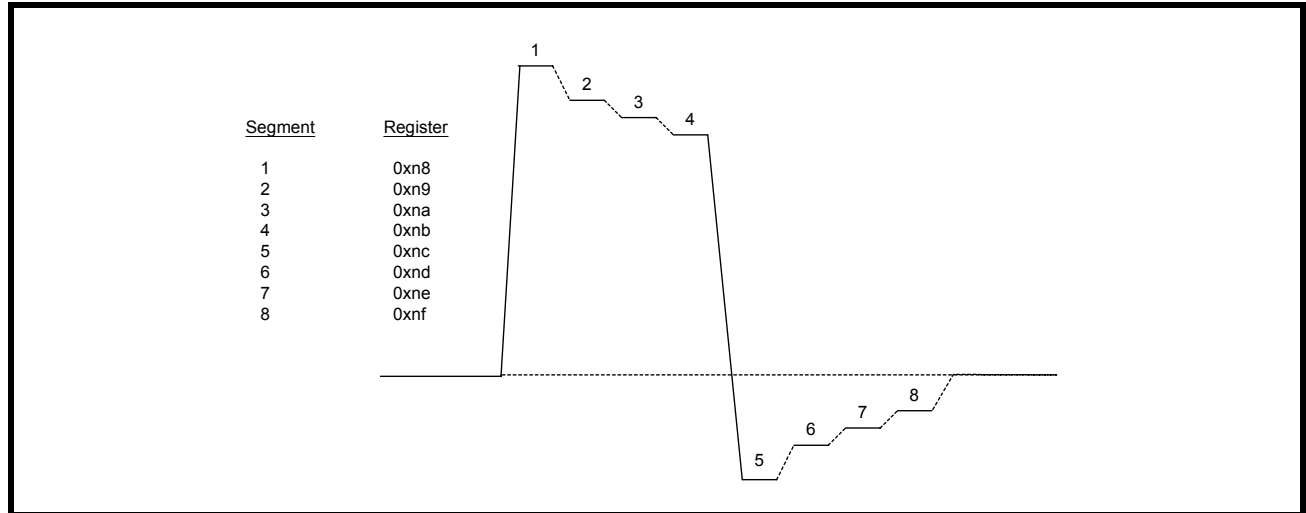 Segment Register
1 0xn8
2 0xn9
3 0xna
4 0xnb
5 0xnc
6 0xnd
7 0xne
8 0xnf
1
2
3
4
5
6
7
8